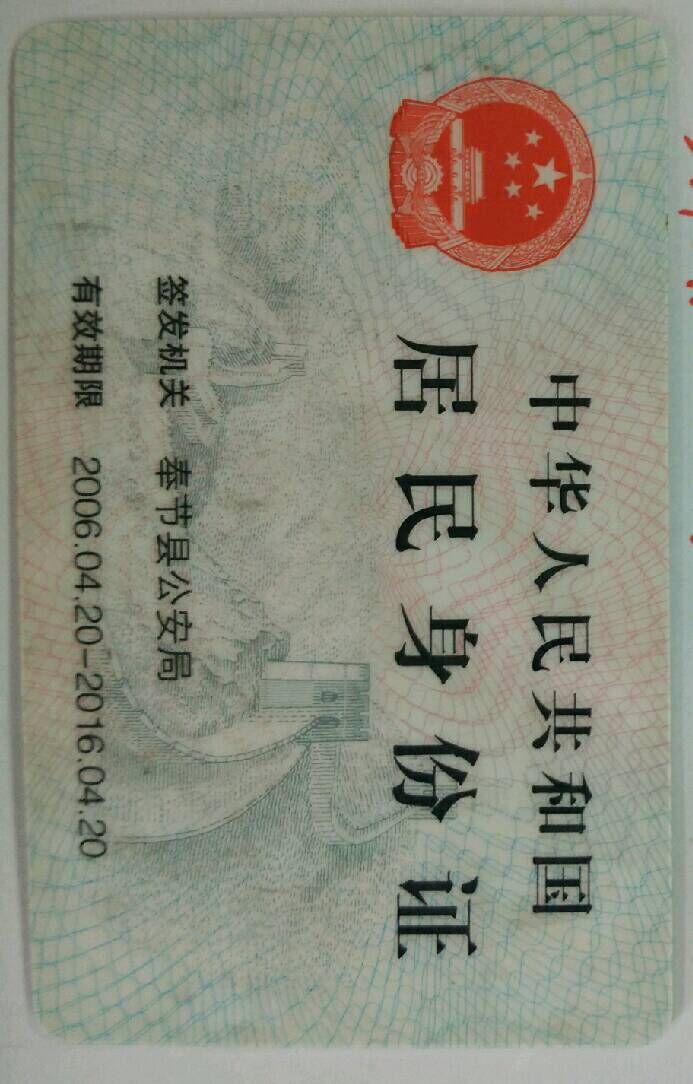 中华人民共和国
居民身份证
签发机关 奉节县公安局
有效期限 2006.04.20-2016.04.20